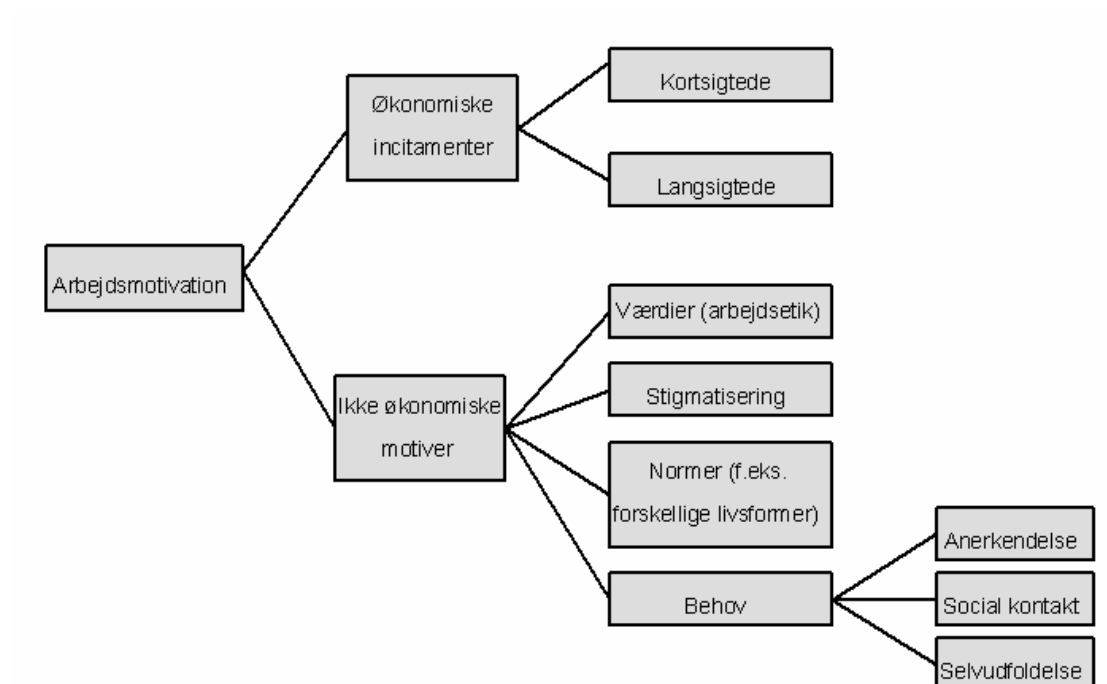 Arbejdsmotivation
Økonomiske
incitamenter
Kortsigtede
Langsigtede
Ikke økonomiske
motiver
Værdier (arbejdsetik)
Stigmatisering
Normer (f.eks.
forskellige livsformer)
Behov
Anerkendelse
Social kontakt
Selvudfoldelse